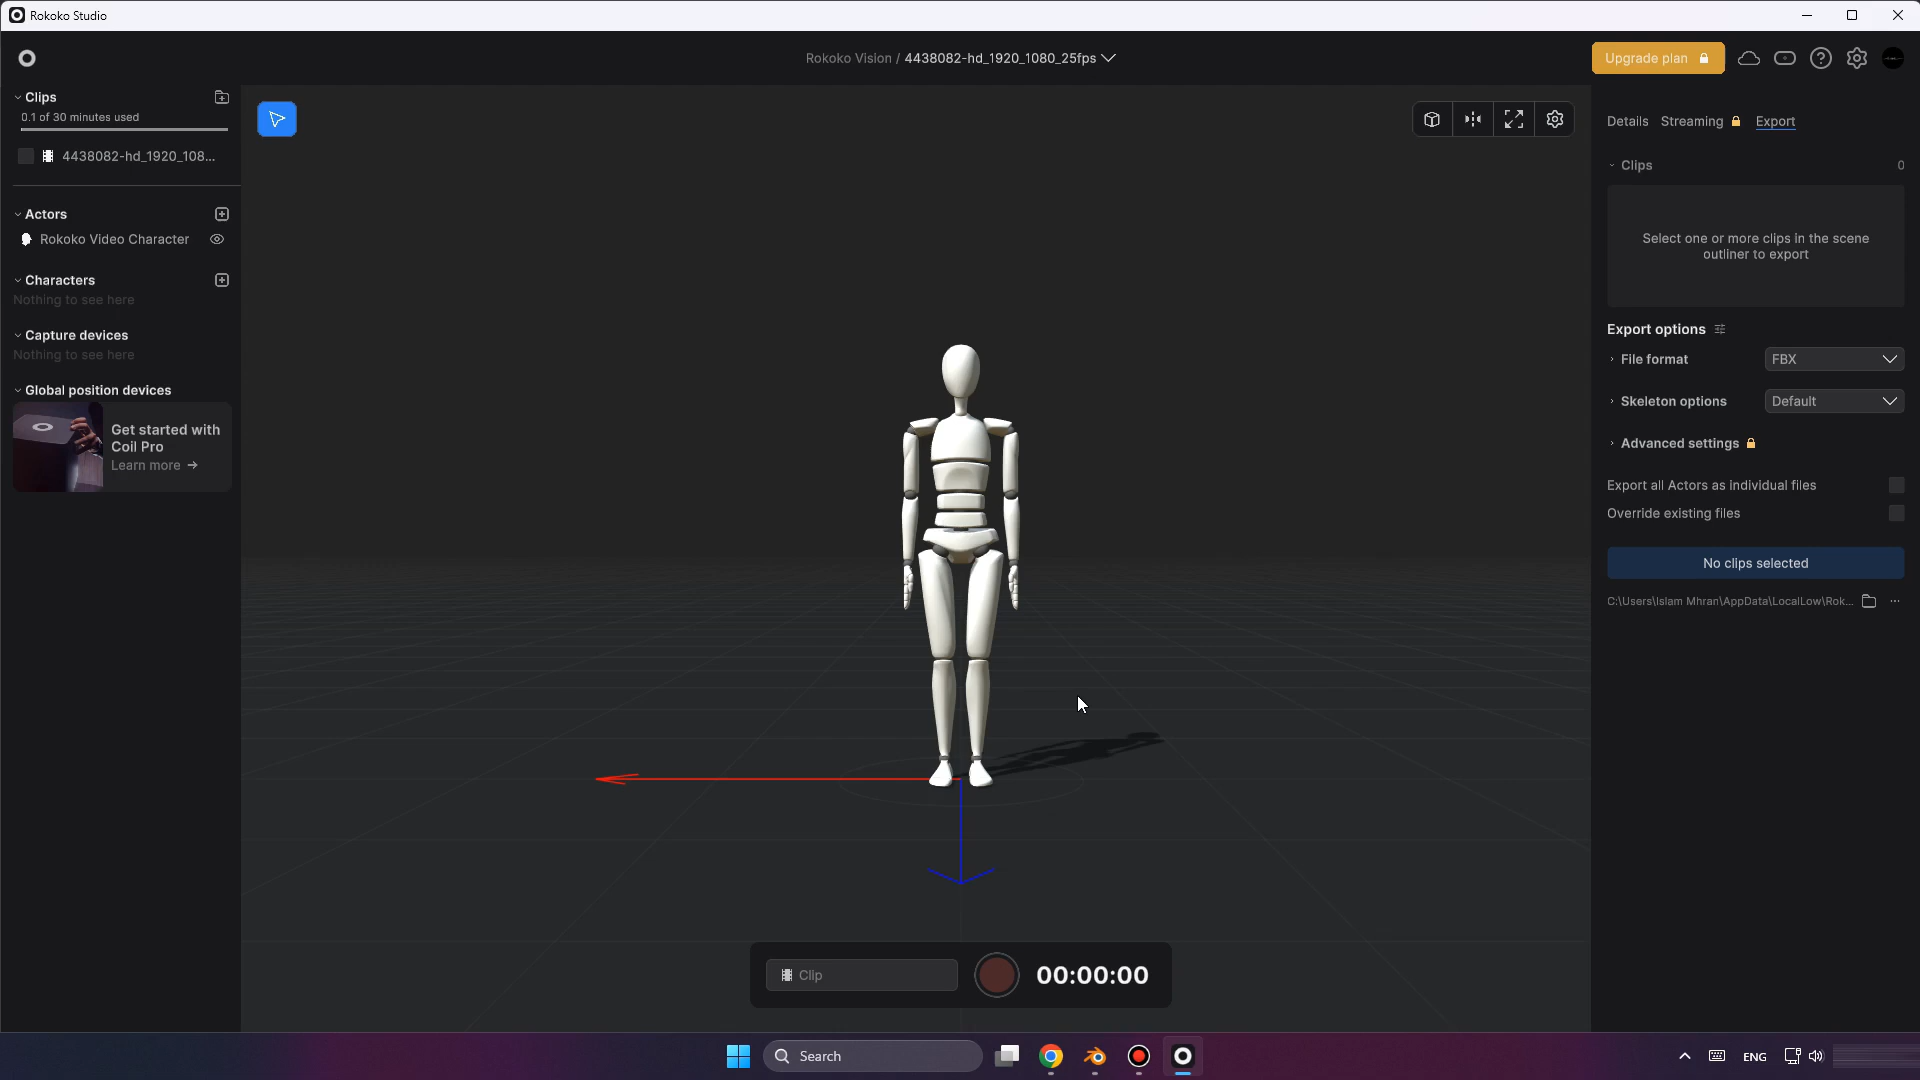 Rokoko Studio
Rokoko Vision / 4438082-hd_1920_1080_25fps
Upgrade plan
Clips
0.1 of 30 minutes used
4438082-hd_1920_108...
Actors
Rokoko Video Character
Characters
Nothing to see here
Capture devices
Nothing to see here
Global position devices
Get started with
Coil Pro
Learn more →
Details Streaming Export
Clips 0
Select one or more clips in the scene
outliner to export
Export options
File format FBX
Skeleton options Default
Advanced settings
Export all Actors as individual files
Override existing files
No clips selected
C:\Users\Islam Mhran\AppData\LocalLow\Rok...
Clip
00:00:00
Search
ENG